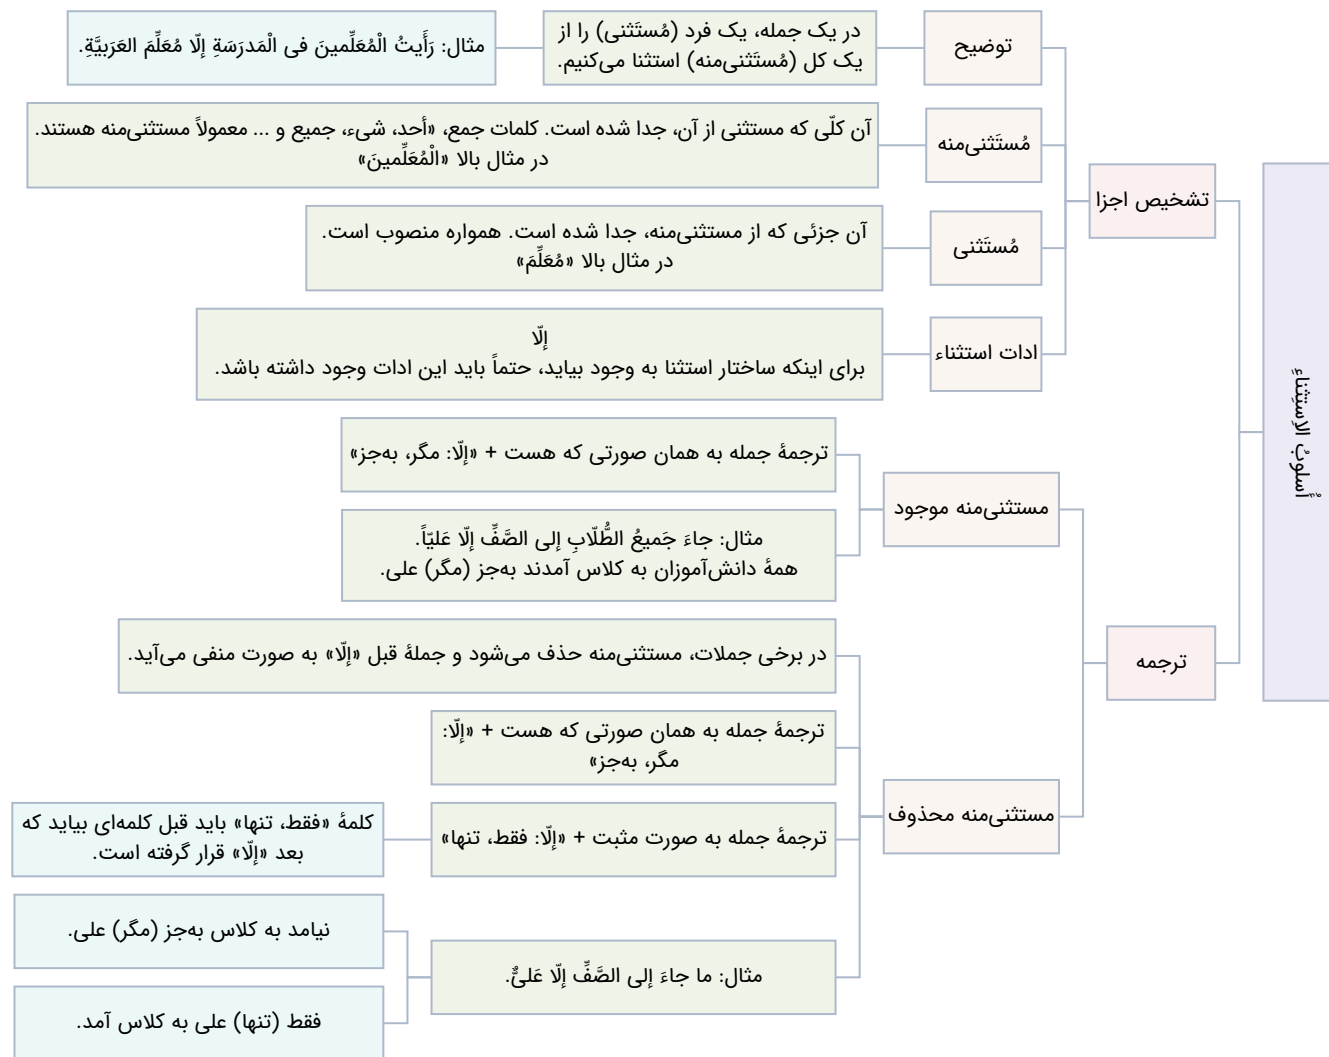 أُسلوبُ الاِستِثناءِ
تشخیص اجزا
توضیح
در یک جمله، یک فرد (مُستَثنی) را از
یک کل (مُستَثنی‌منه) استثنا می‌کنیم.
مثال: رَأَیتُ الْمُعَلِّمینَ فی الْمَدرَسَةِ إلّا مُعَلِّمَ العَرَبیَّةِ.
مُستَثنی‌منه
آن کلّی که مستثنی از آن، جدا شده است. کلمات جمع، «أحد، شیء، جمیع و ... معمولاً مستثنی‌منه هستند.
در مثال بالا «الْمُعَلِّمینَ»
مُستَثنی
آن جزئی که از مستثنی‌منه، جدا شده است. همواره منصوب است.
در مثال بالا «مُعَلِّمَ»
ادات استثناء
إلّا
برای اینکه ساختار استثنا به وجود بیاید، حتماً باید این ادات وجود داشته باشد.
ترجمه
مستثنی‌منه موجود
ترجمهٔ جمله به همان صورتی که هست + «إلّا: مگر، به‌جز»
مثال: جاءَ جَمیعُ الطُّلّابِ إلی الصَّفِّ إلّا عَلیّاً.
همهٔ دانش‌آموزان به کلاس آمدند به‌جز (مگر) علی.
مستثنی‌منه محذوف
در برخی جملات، مستثنی‌منه حذف می‌شود و جملهٔ قبل «إلّا» به صورت منفی می‌آید.
ترجمهٔ جمله به همان صورتی که هست + «إلّا:
مگر، به‌جز»
ترجمهٔ جمله به صورت مثبت + «إلّا: فقط، تنها»
کلمهٔ «فقط، تنها» باید قبل کلمه‌ای بیاید که
بعد «إلّا» قرار گرفته است.
مثال: ما جاءَ إلی الصَّفِّ إلّا عَلیٌّ.
نیامد به کلاس به‌جز (مگر) علی.
فقط (تنها) علی به کلاس آمد.